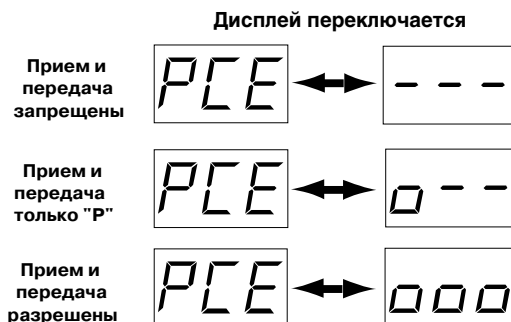 Дисплей переключается
Прием и
передача
запрещены
PCE
- - -
Прием и
передача
только "Р"
PCE
o - -
Прием и
передача
разрешены
PCE
ooo